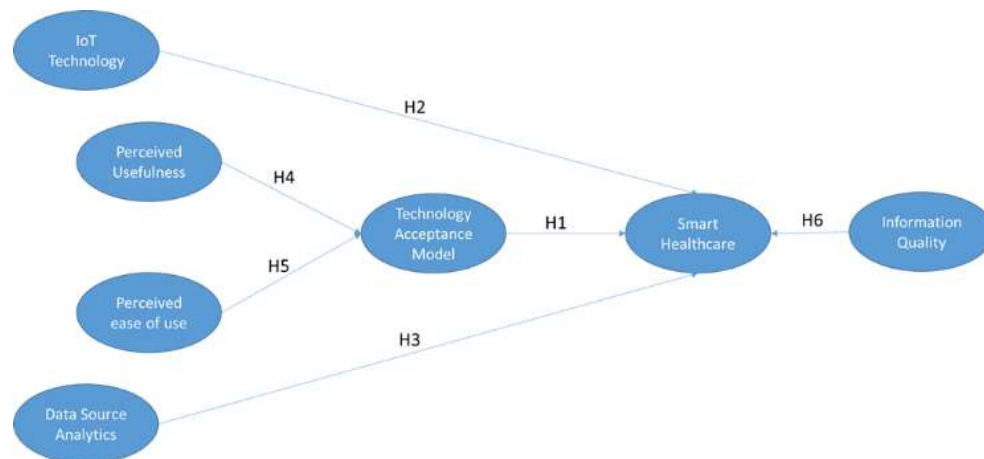 IoT
Technology
H2
Perceived
Usefulness
H4
Technology
Acceptance
Model
H1
Smart
Healthcare
H6
Information
Quality
H5
Perceived
ease of use
H3
Data Source
Analytics